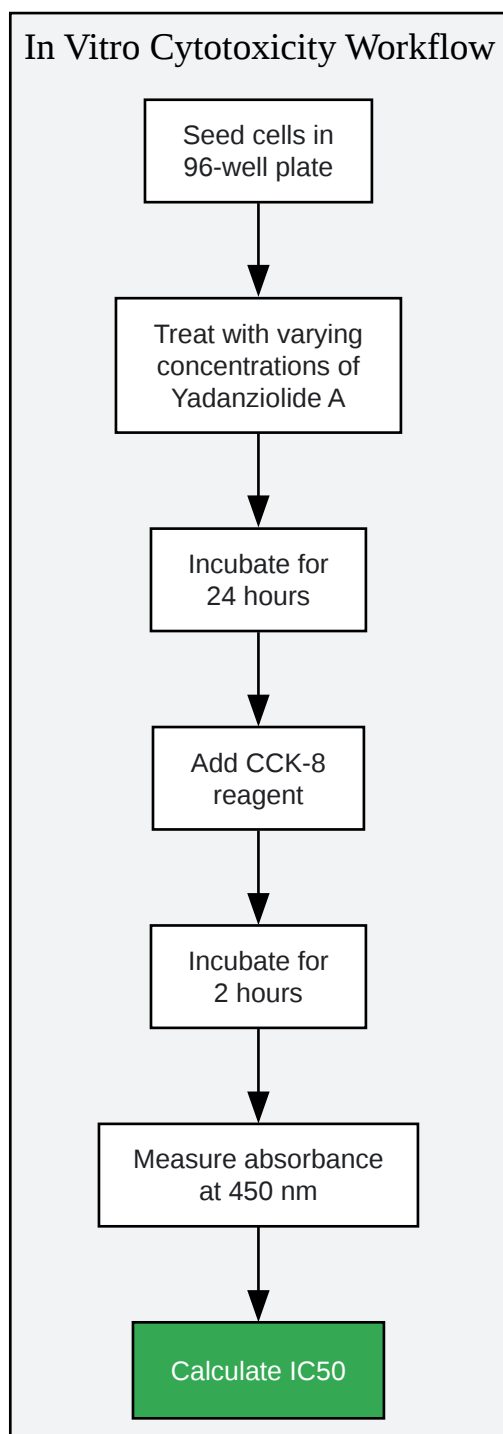 In Vitro Cytotoxicity Workflow
Seed cells in
96-well plate
Treat with varying
concentrations of
Yadanziolide A
Incubate for
24 hours
Add CCK-8
reagent
Incubate for
2 hours
Measure absorbance
at 450 nm
Calculate IC50